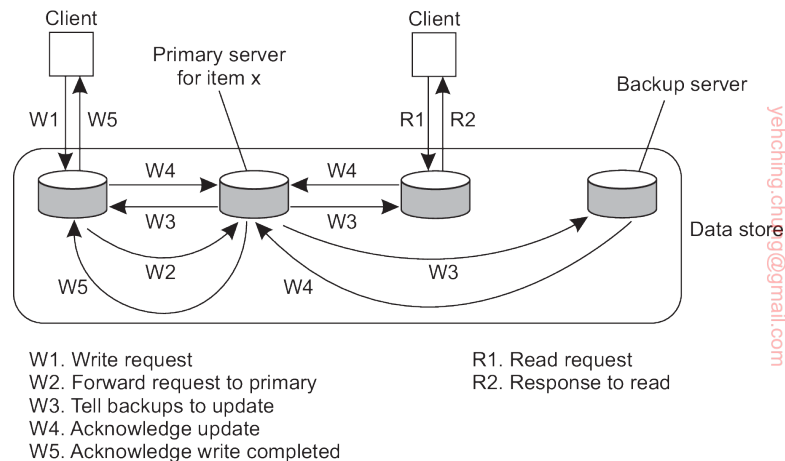 Client
Client
Primary server
for item x
Backup server
W1
W5
R1
R2
W4
W4
W3
W3
Data store
W2
W3
W5
W4
W1. Write request
W2. Forward request to primary
W3. Tell backups to update
W4. Acknowledge update
W5. Acknowledge write completed
R1. Read request
R2. Response to read
yehching.chung@gmail.com